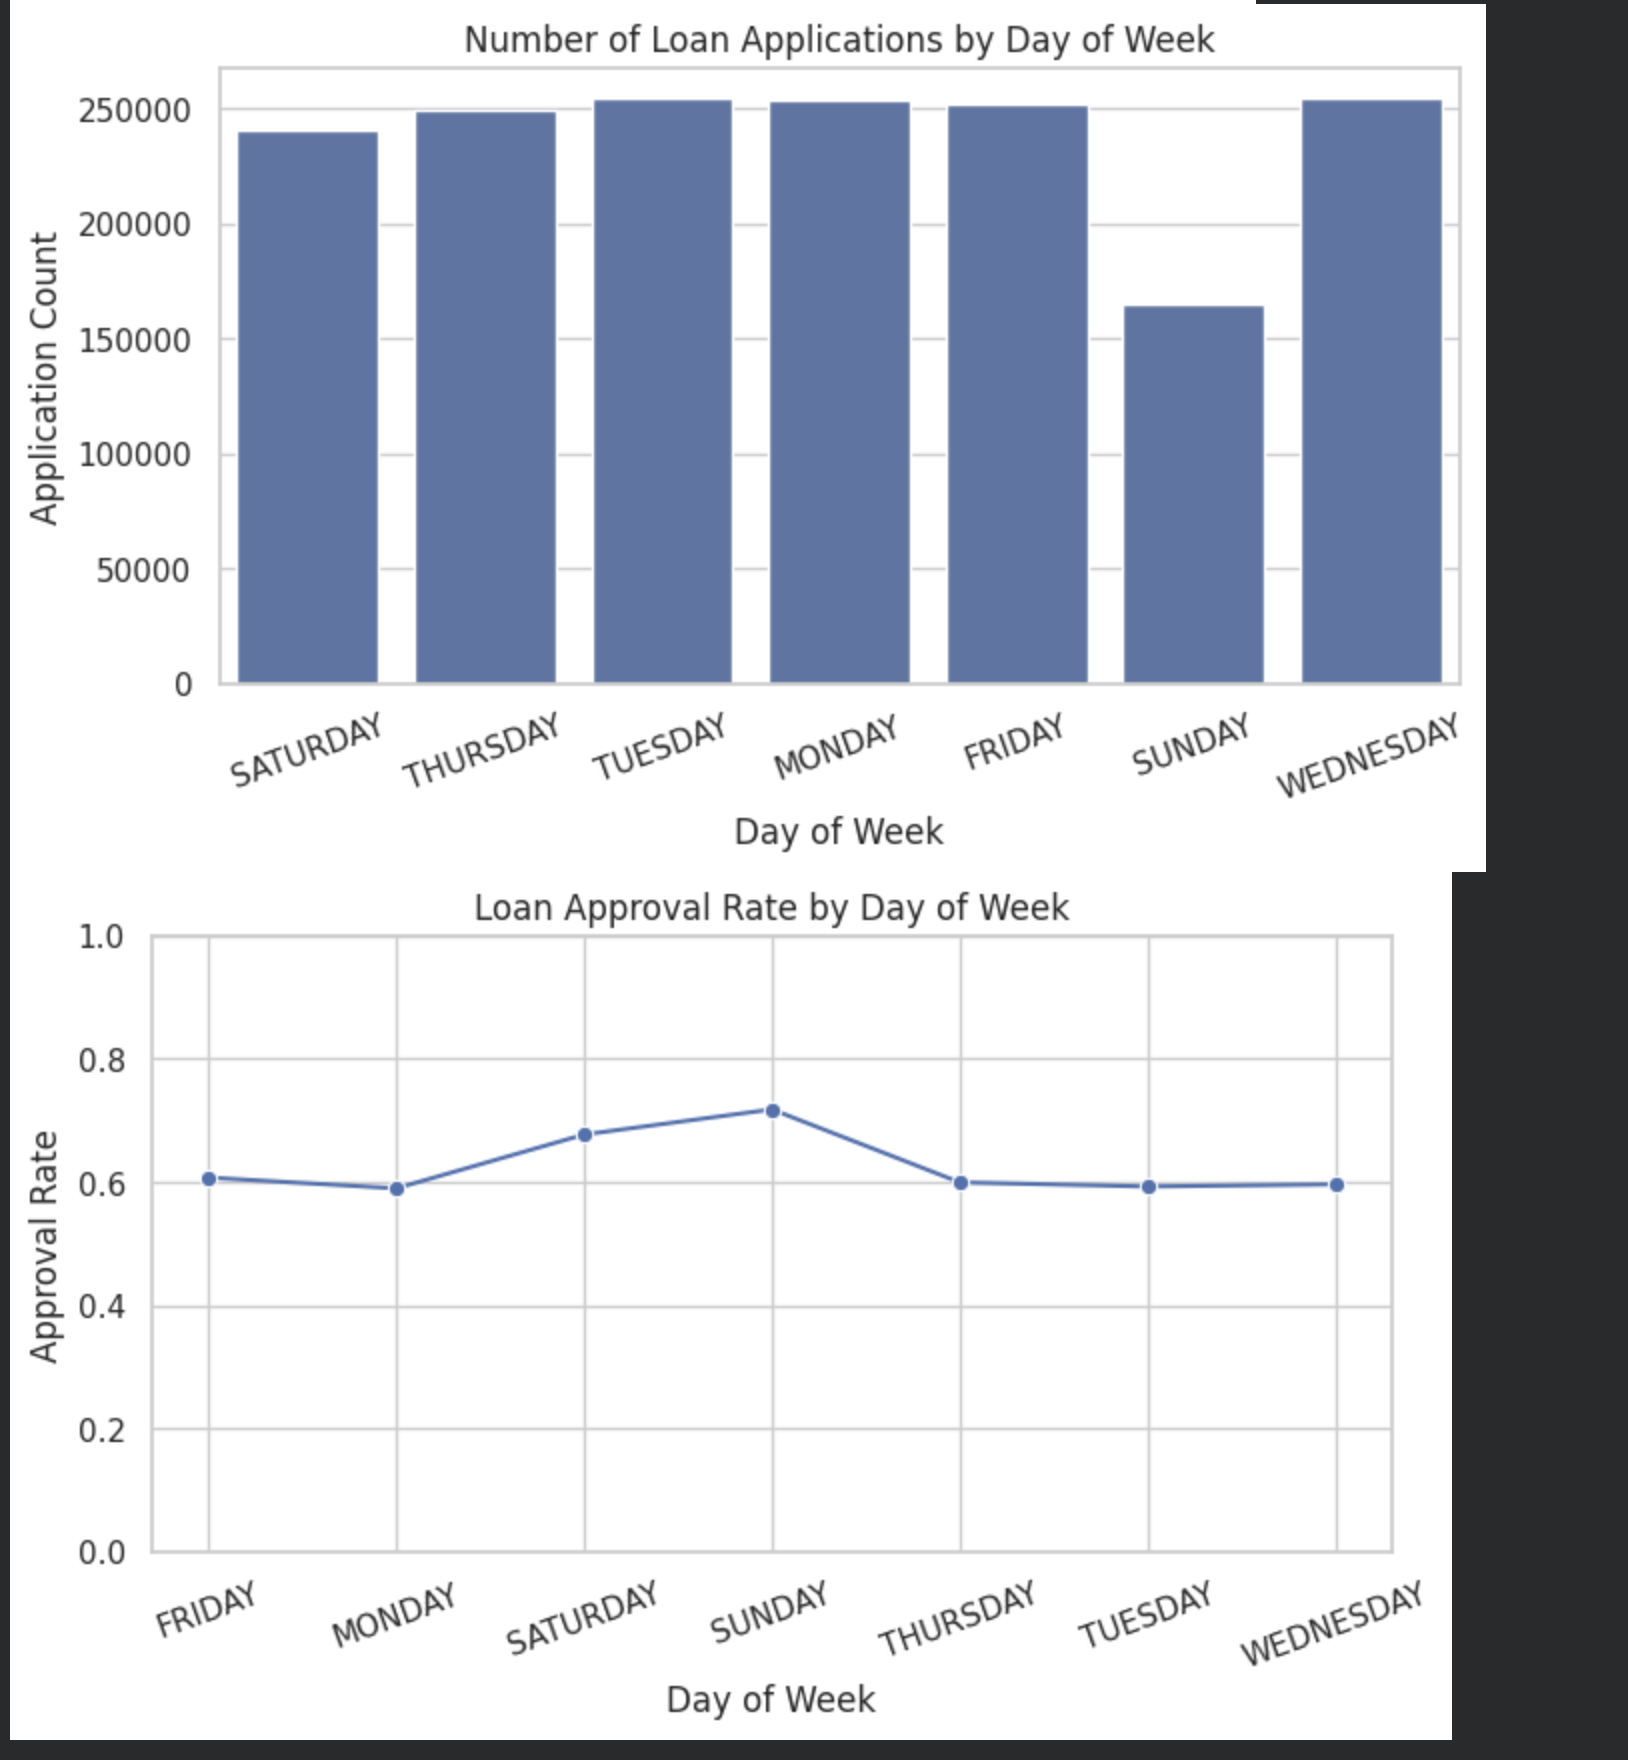 Number of Loan Applications by Day of Week
250000
200000
150000
100000
50000
0
Application Count
SATURDAY
THURSDAY
TUESDAY
MONDAY
FRIDAY
SUNDAY
WEDNESDAY
Day of Week
Loan Approval Rate by Day of Week
1.0
0.8
0.6
0.4
0.2
0.0
Approval Rate
FRIDAY
MONDAY
SATURDAY
SUNDAY
THURSDAY
TUESDAY
WEDNESDAY
Day of Week